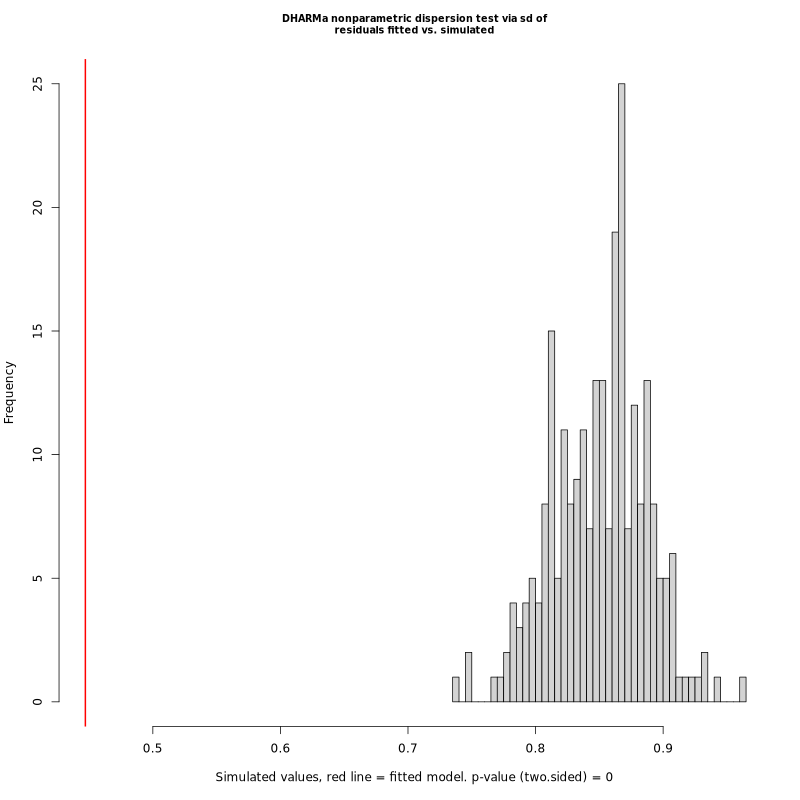 DHARMa nonparametric dispersion test via sd of
residuals fitted vs. simulated
Frequency
25
20
15
10
5
0
0.5 0.6 0.7 0.8 0.9
Simulated values, red line = fitted model. p-value (two.sided) = 0